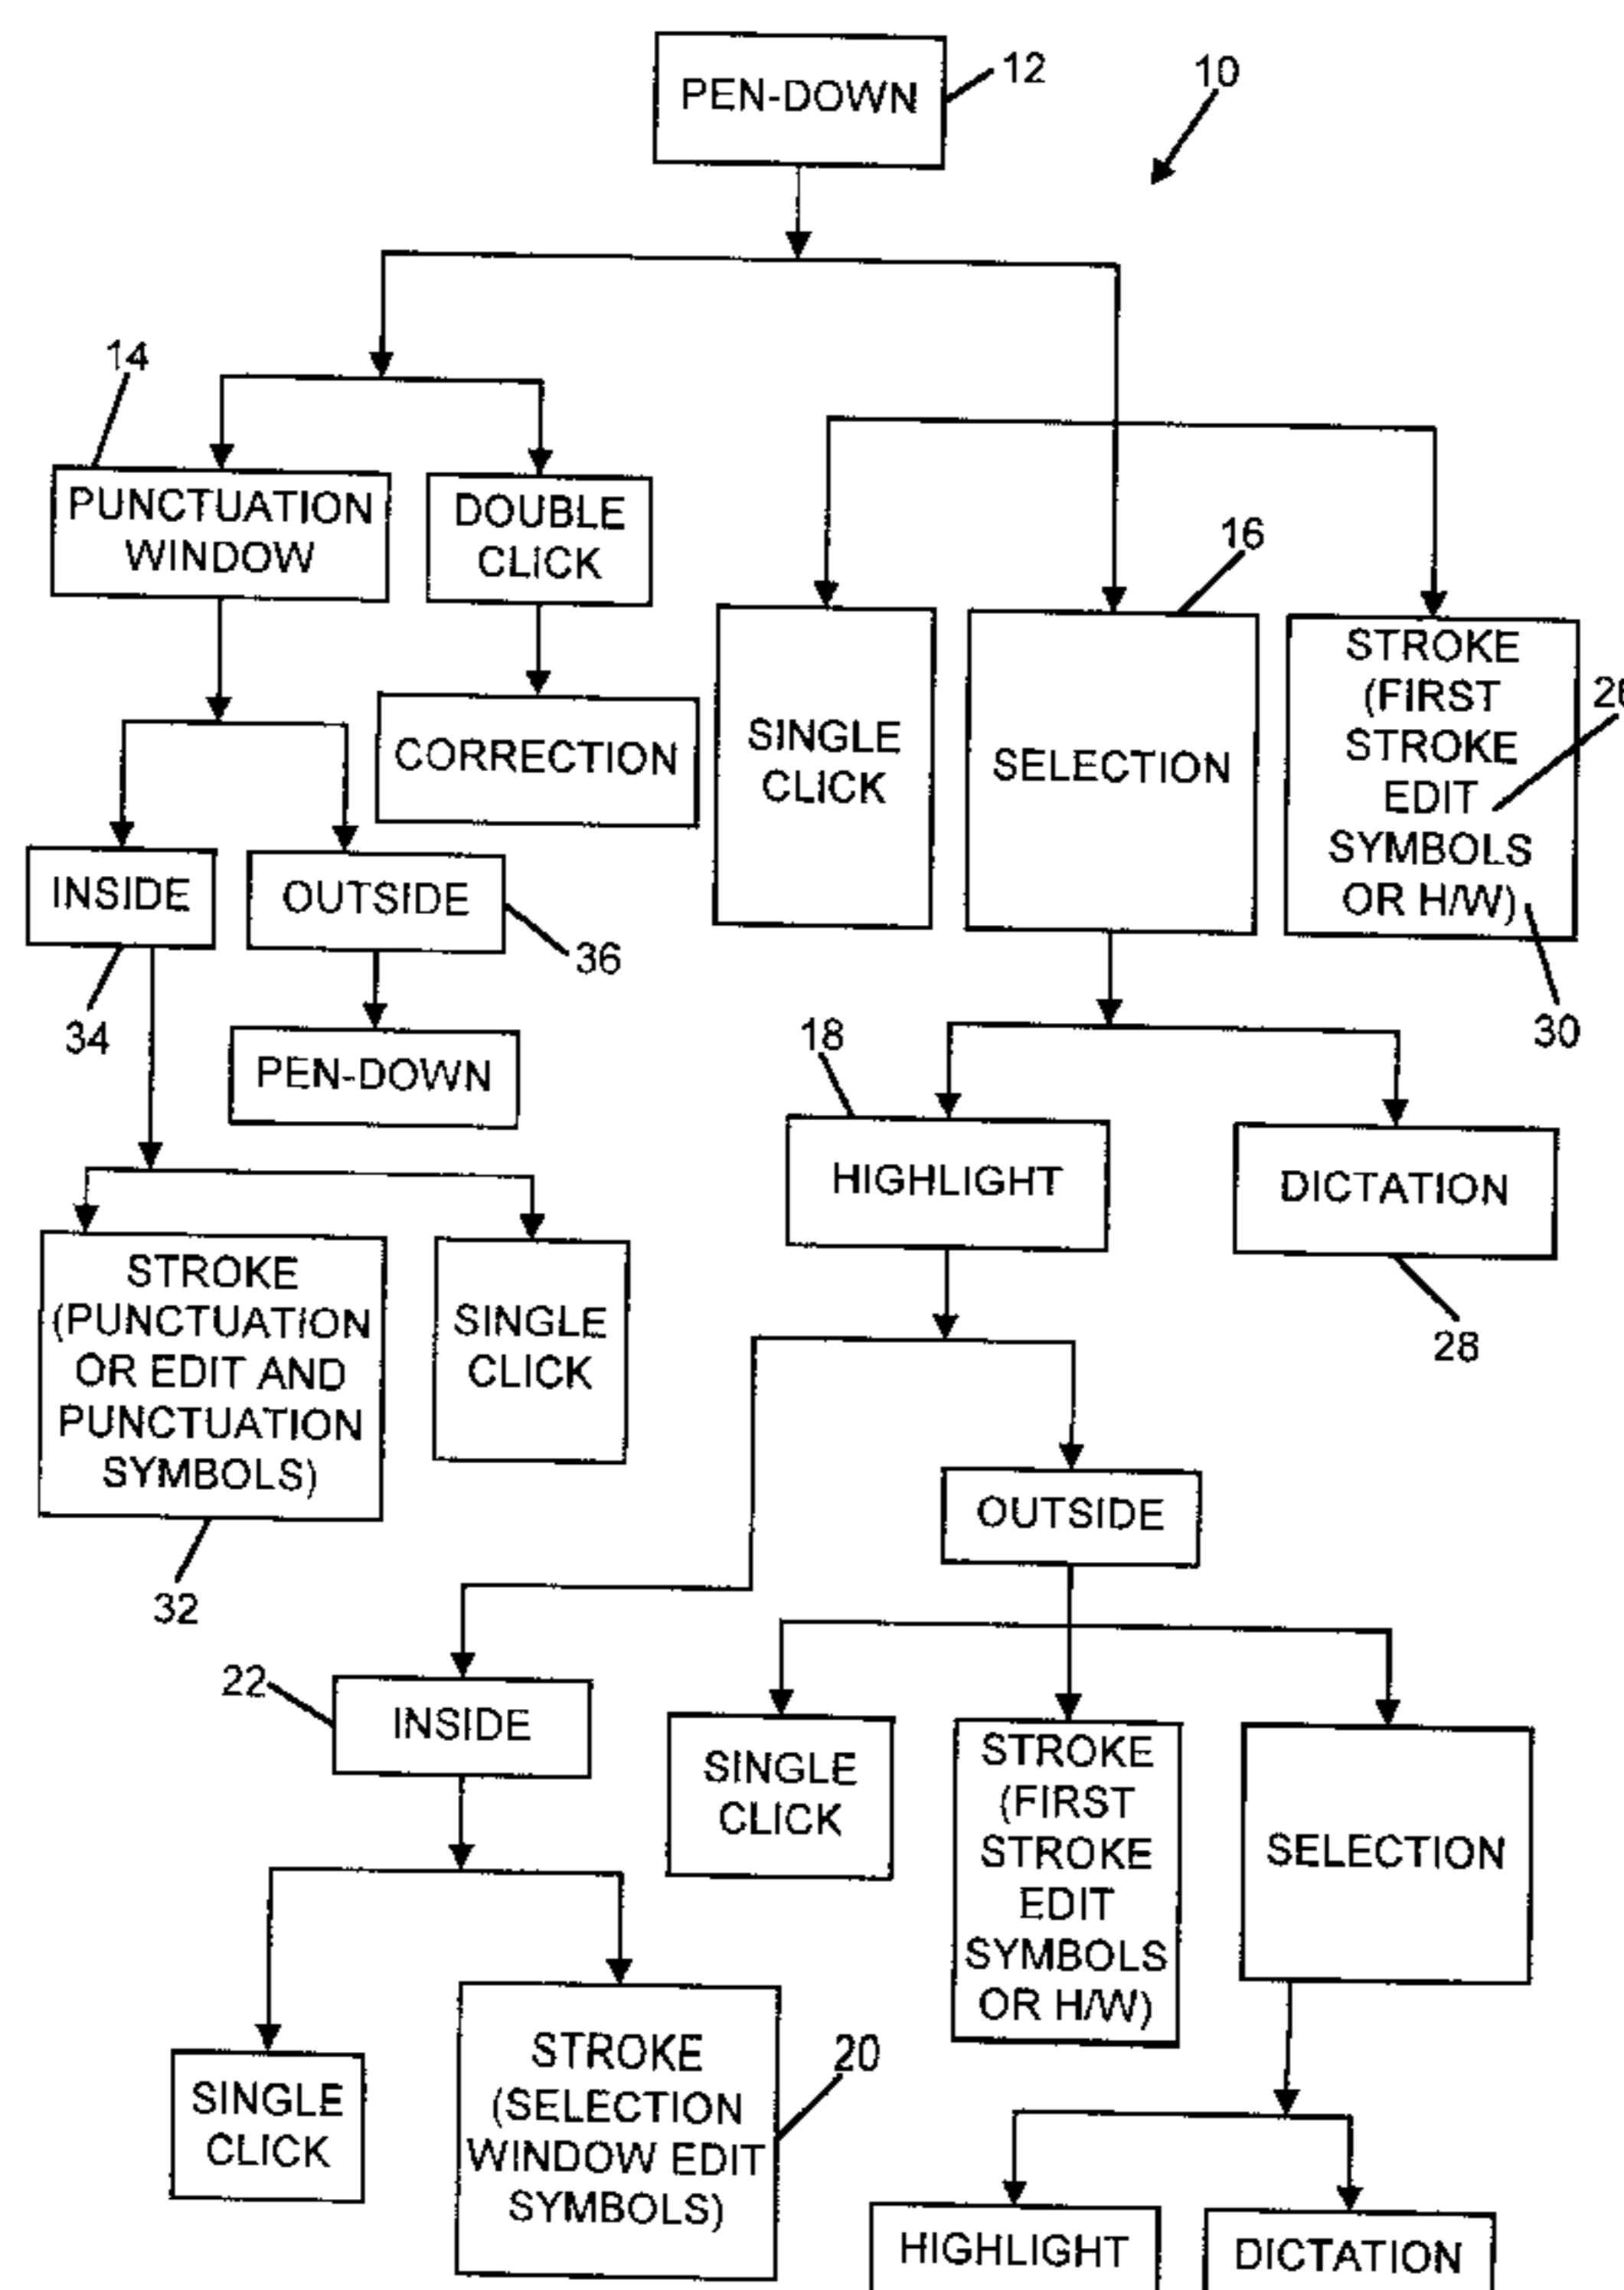 PEN-DOWN
12
10
14
PUNCTUATION
WINDOW
DOUBLE
CLICK
16
SINGLE
CLICK
SELECTION
STROKE
(FIRST
STROKE
EDIT
SYMBOLS
OR H/W)
30
CORRECTION
INSIDE
34
OUTSIDE
36
PEN-DOWN
18
HIGHLIGHT
DICTATION
28
STROKE
(PUNCTUATION
OR EDIT AND
PUNCTUATION
SYMBOLS)
32
SINGLE
CLICK
OUTSIDE
22
INSIDE
SINGLE
CLICK
STROKE
(FIRST
STROKE
EDIT
SYMBOLS
OR H/W)
SELECTION
SINGLE
CLICK
STROKE
(SELECTION
WINDOW EDIT
SYMBOLS)
20
HIGHLIGHT
DICTATION